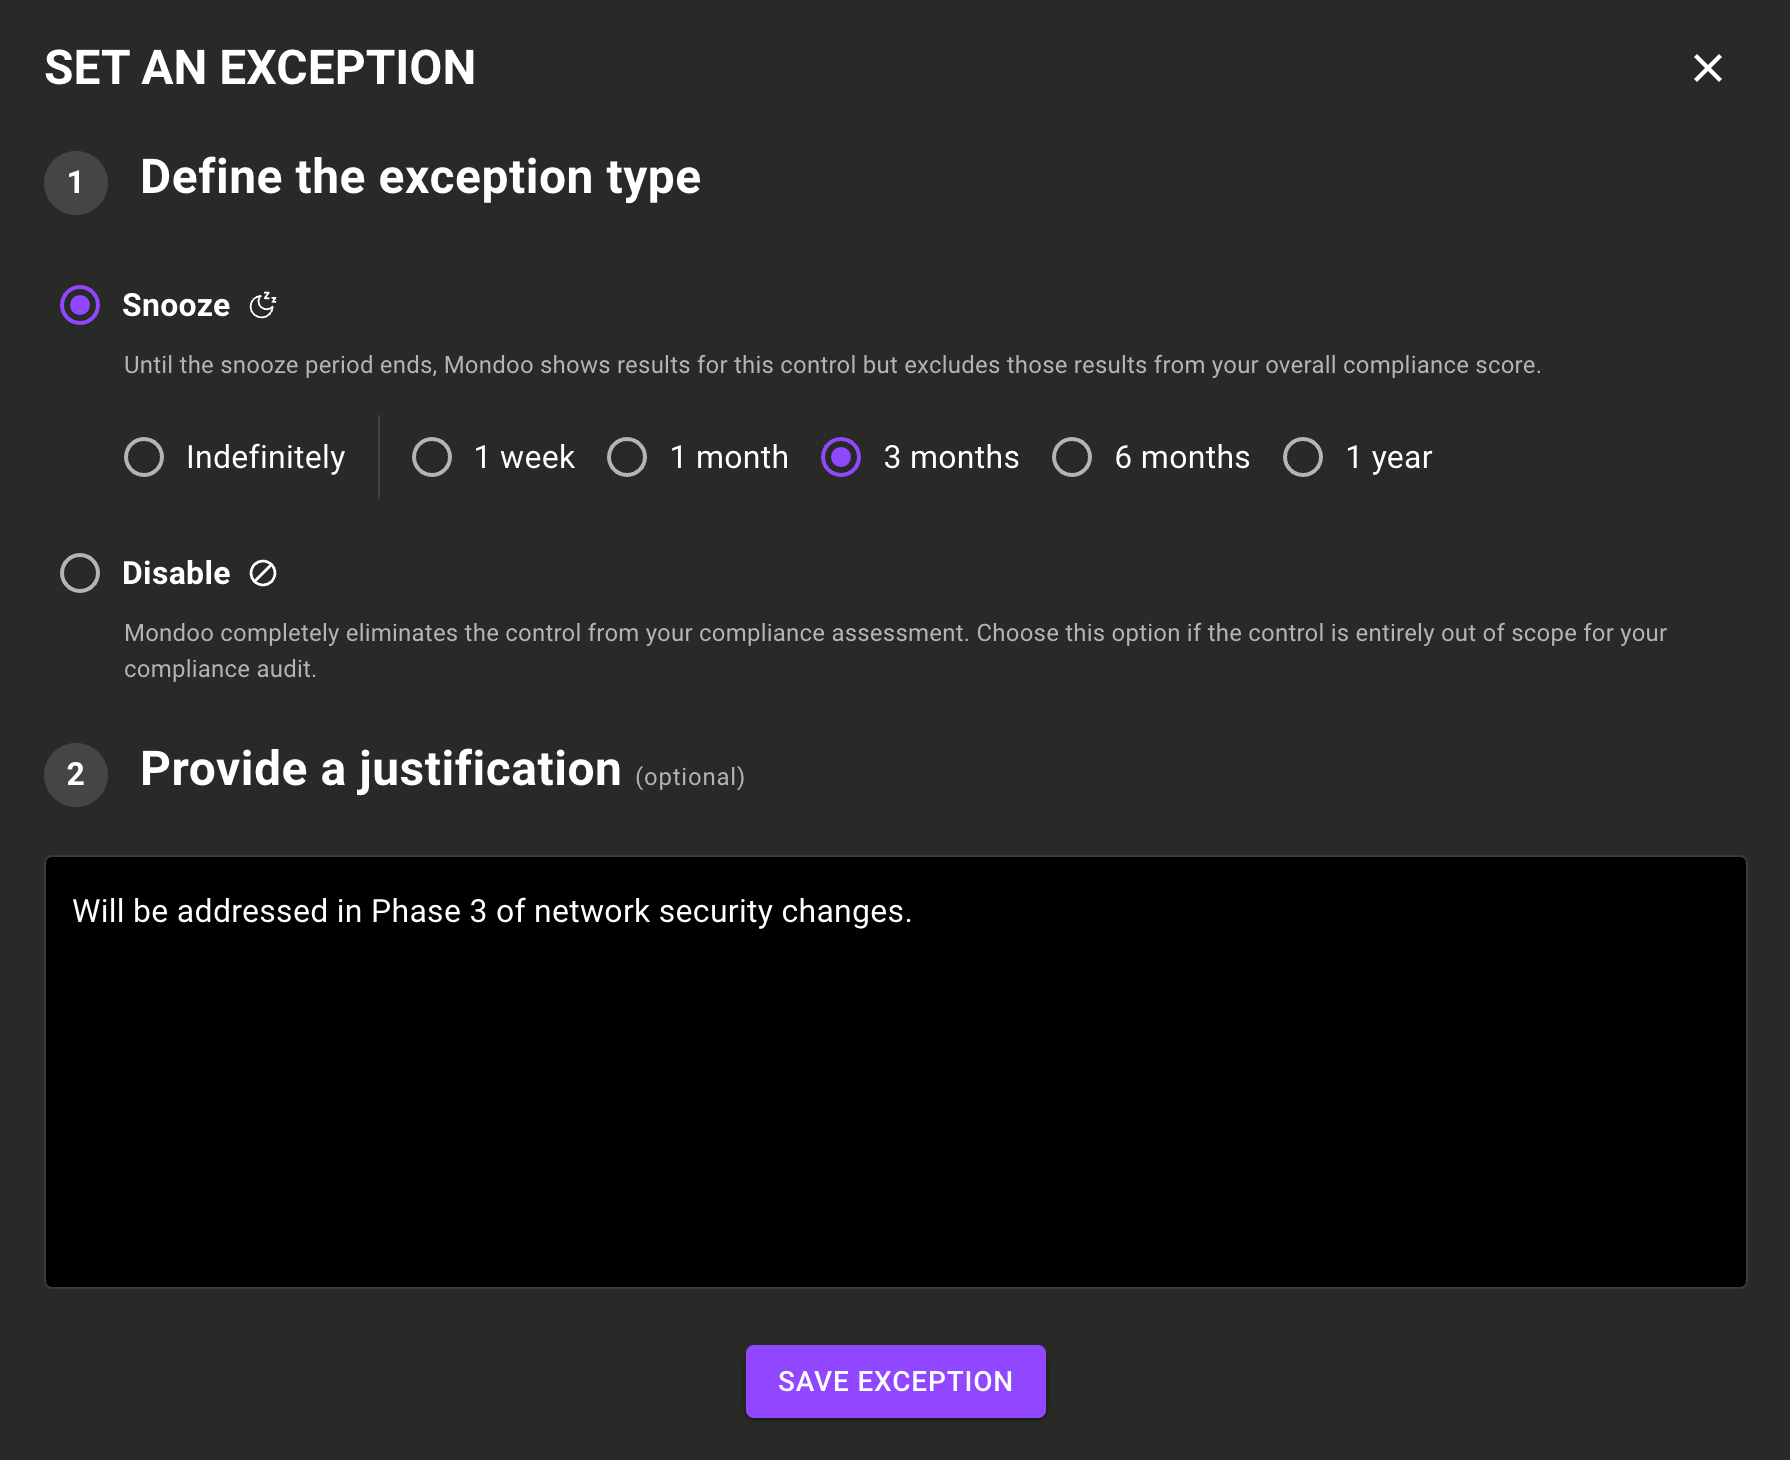 SET AN EXCEPTION
1 Define the exception type
Snooze
Until the snooze period ends, Mondoo shows results for this control but excludes those results from your overall compliance score.
Indefinitely 1 week 1 month 3 months 6 months 1 year
Disable
Mondoo completely eliminates the control from your compliance assessment. Choose this option if the control is entirely out of scope for your
compliance audit.
2 Provide a justification (optional)
Will be addressed in Phase 3 of network security changes.
SAVE EXCEPTION